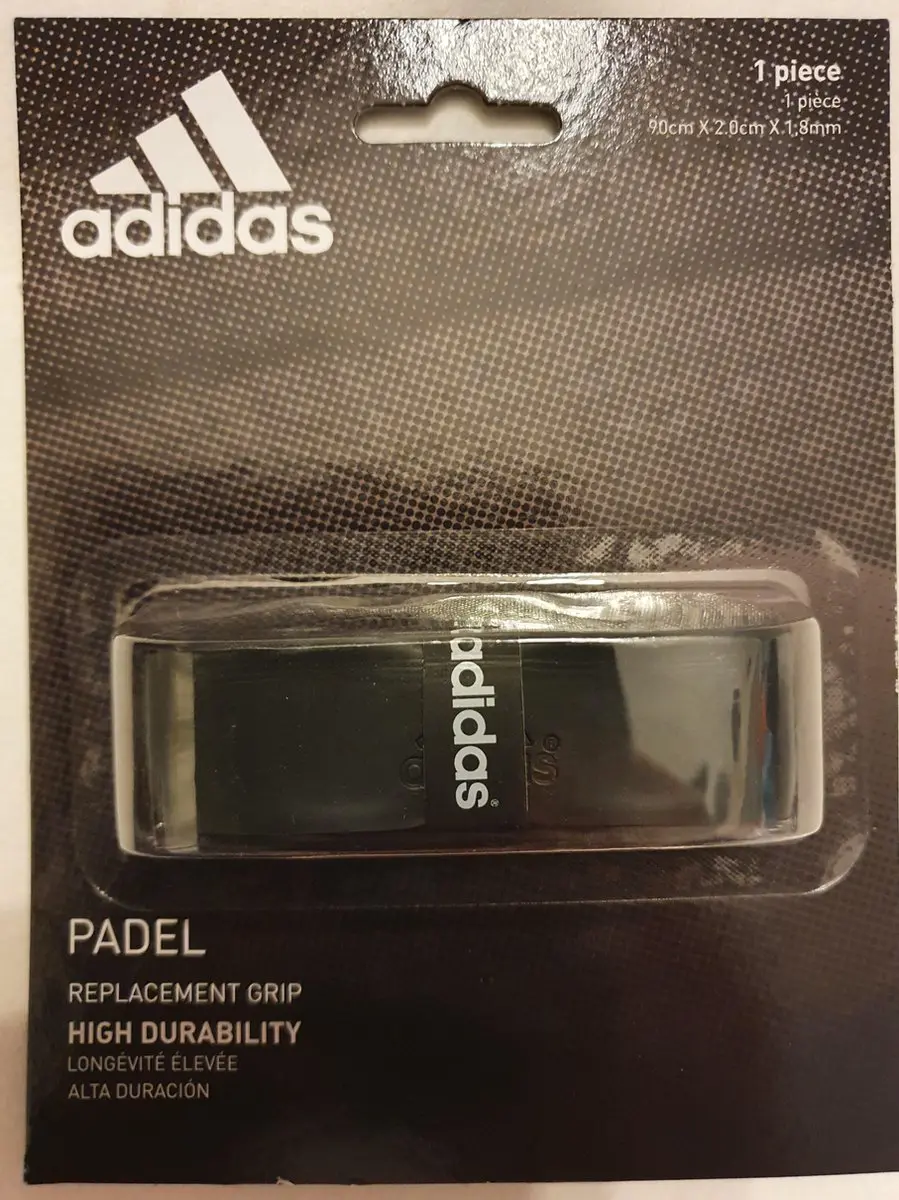 adidas
1 piece
1 pièce
90cm X 2.0cm X 1.8mm
adidas®
PADEL
REPLACEMENT GRIP
HIGH DURABILITY
LONGÉVITÉ ÉLEVÉE
ALTA DURACIÓN